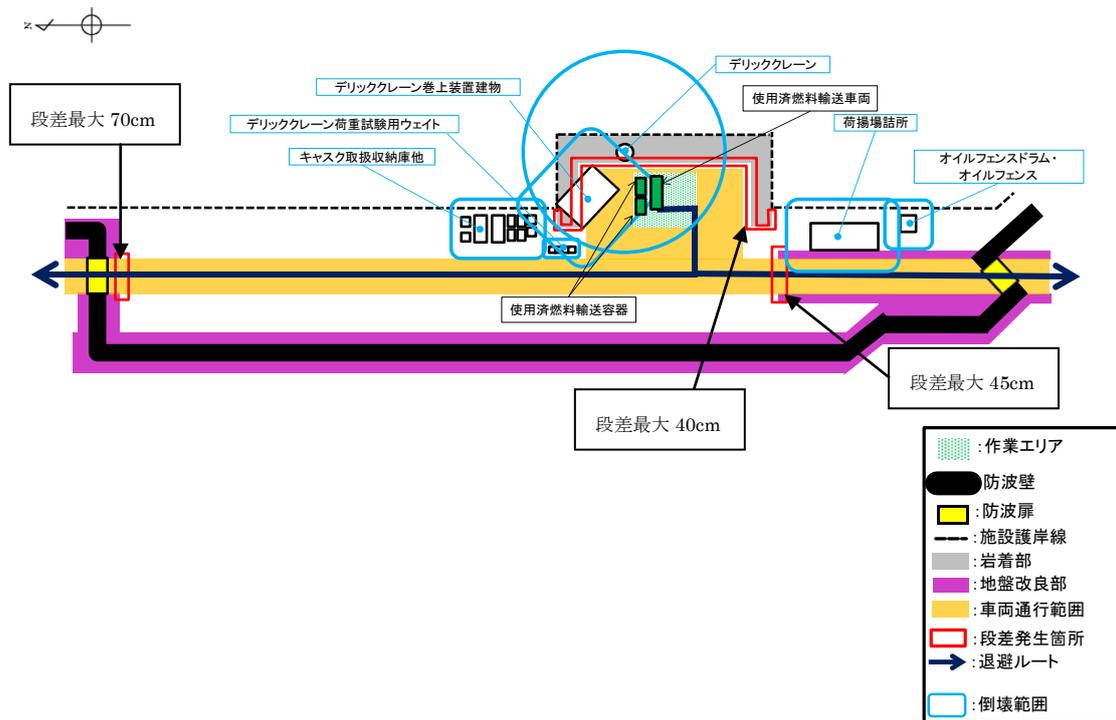 N
デリッククレーン
デリッククレーン巻上装置建物
使用済燃料輸送車両
段差最大 70cm
荷揚場詰所
デリッククレーン荷重試験用ウェイト
キャスク取扱収納庫他
オイルフェンスドラム・
オイルフェンス
使用済燃料輸送容器
段差最大 45cm
段差最大 40cm
:作業エリア
:防波壁
:防波扉
:施設護岸線
:岩着部
:地盤改良部
:車両通行範囲
:段差発生箇所
:退避ルート
:倒壊範囲